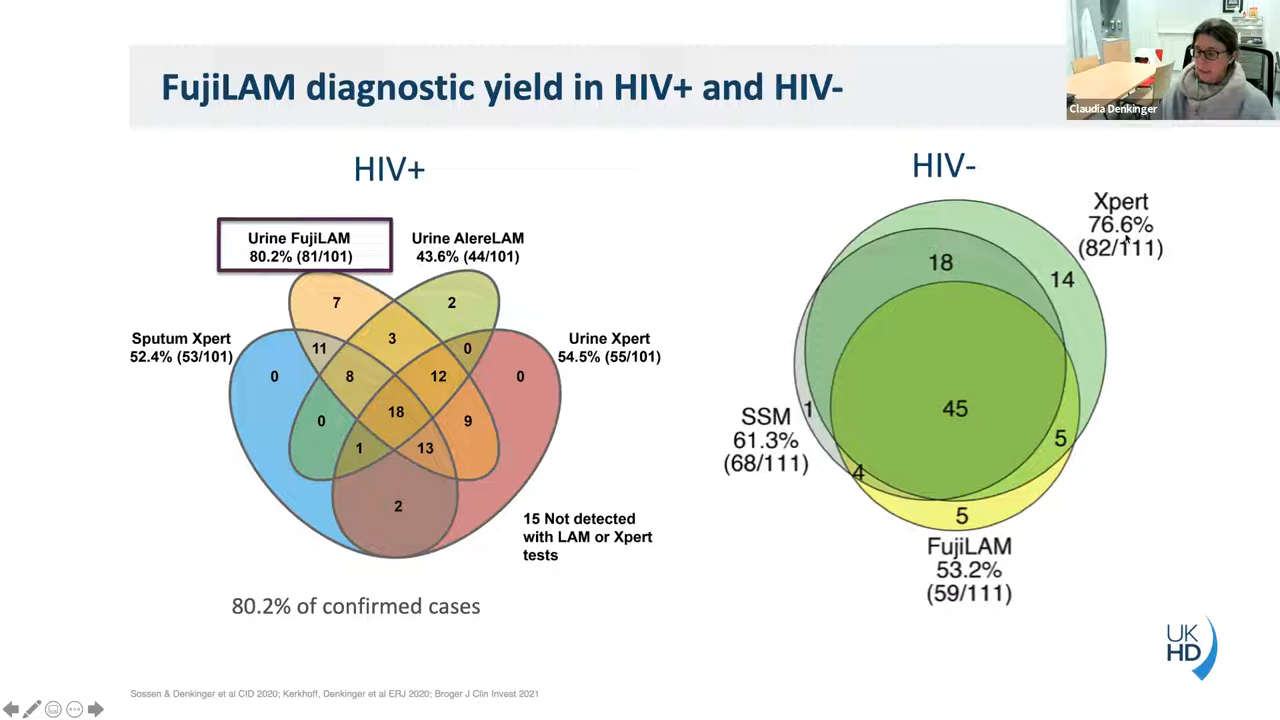 Claudia Denkinger
FujiLAM diagnostic yield in HIV+ and HIV-
HIV+
Urine FujiLAM
80.2% (81/101)
Urine AlereLAM
43.6% (44/101)
Sputum Xpert
52.4% (53/101)
Urine Xpert
54.5% (55/101)
7
2
3
11
0
0
8
12
0
0
18
9
1
13
2
15 Not detected
with LAM or Xpert
tests
80.2% of confirmed cases
HIV-
Xpert
76.6%
(82/111)
18
14
45
1
SSM
61.3%
(68/111)
5
4
5
FujiLAM
53.2%
(59/111)
UK
HD
Sossen & Denkinger et al CID 2020; Kerkhoff, Denkinger et al ERJ 2020; Broger J Clin Invest 2021